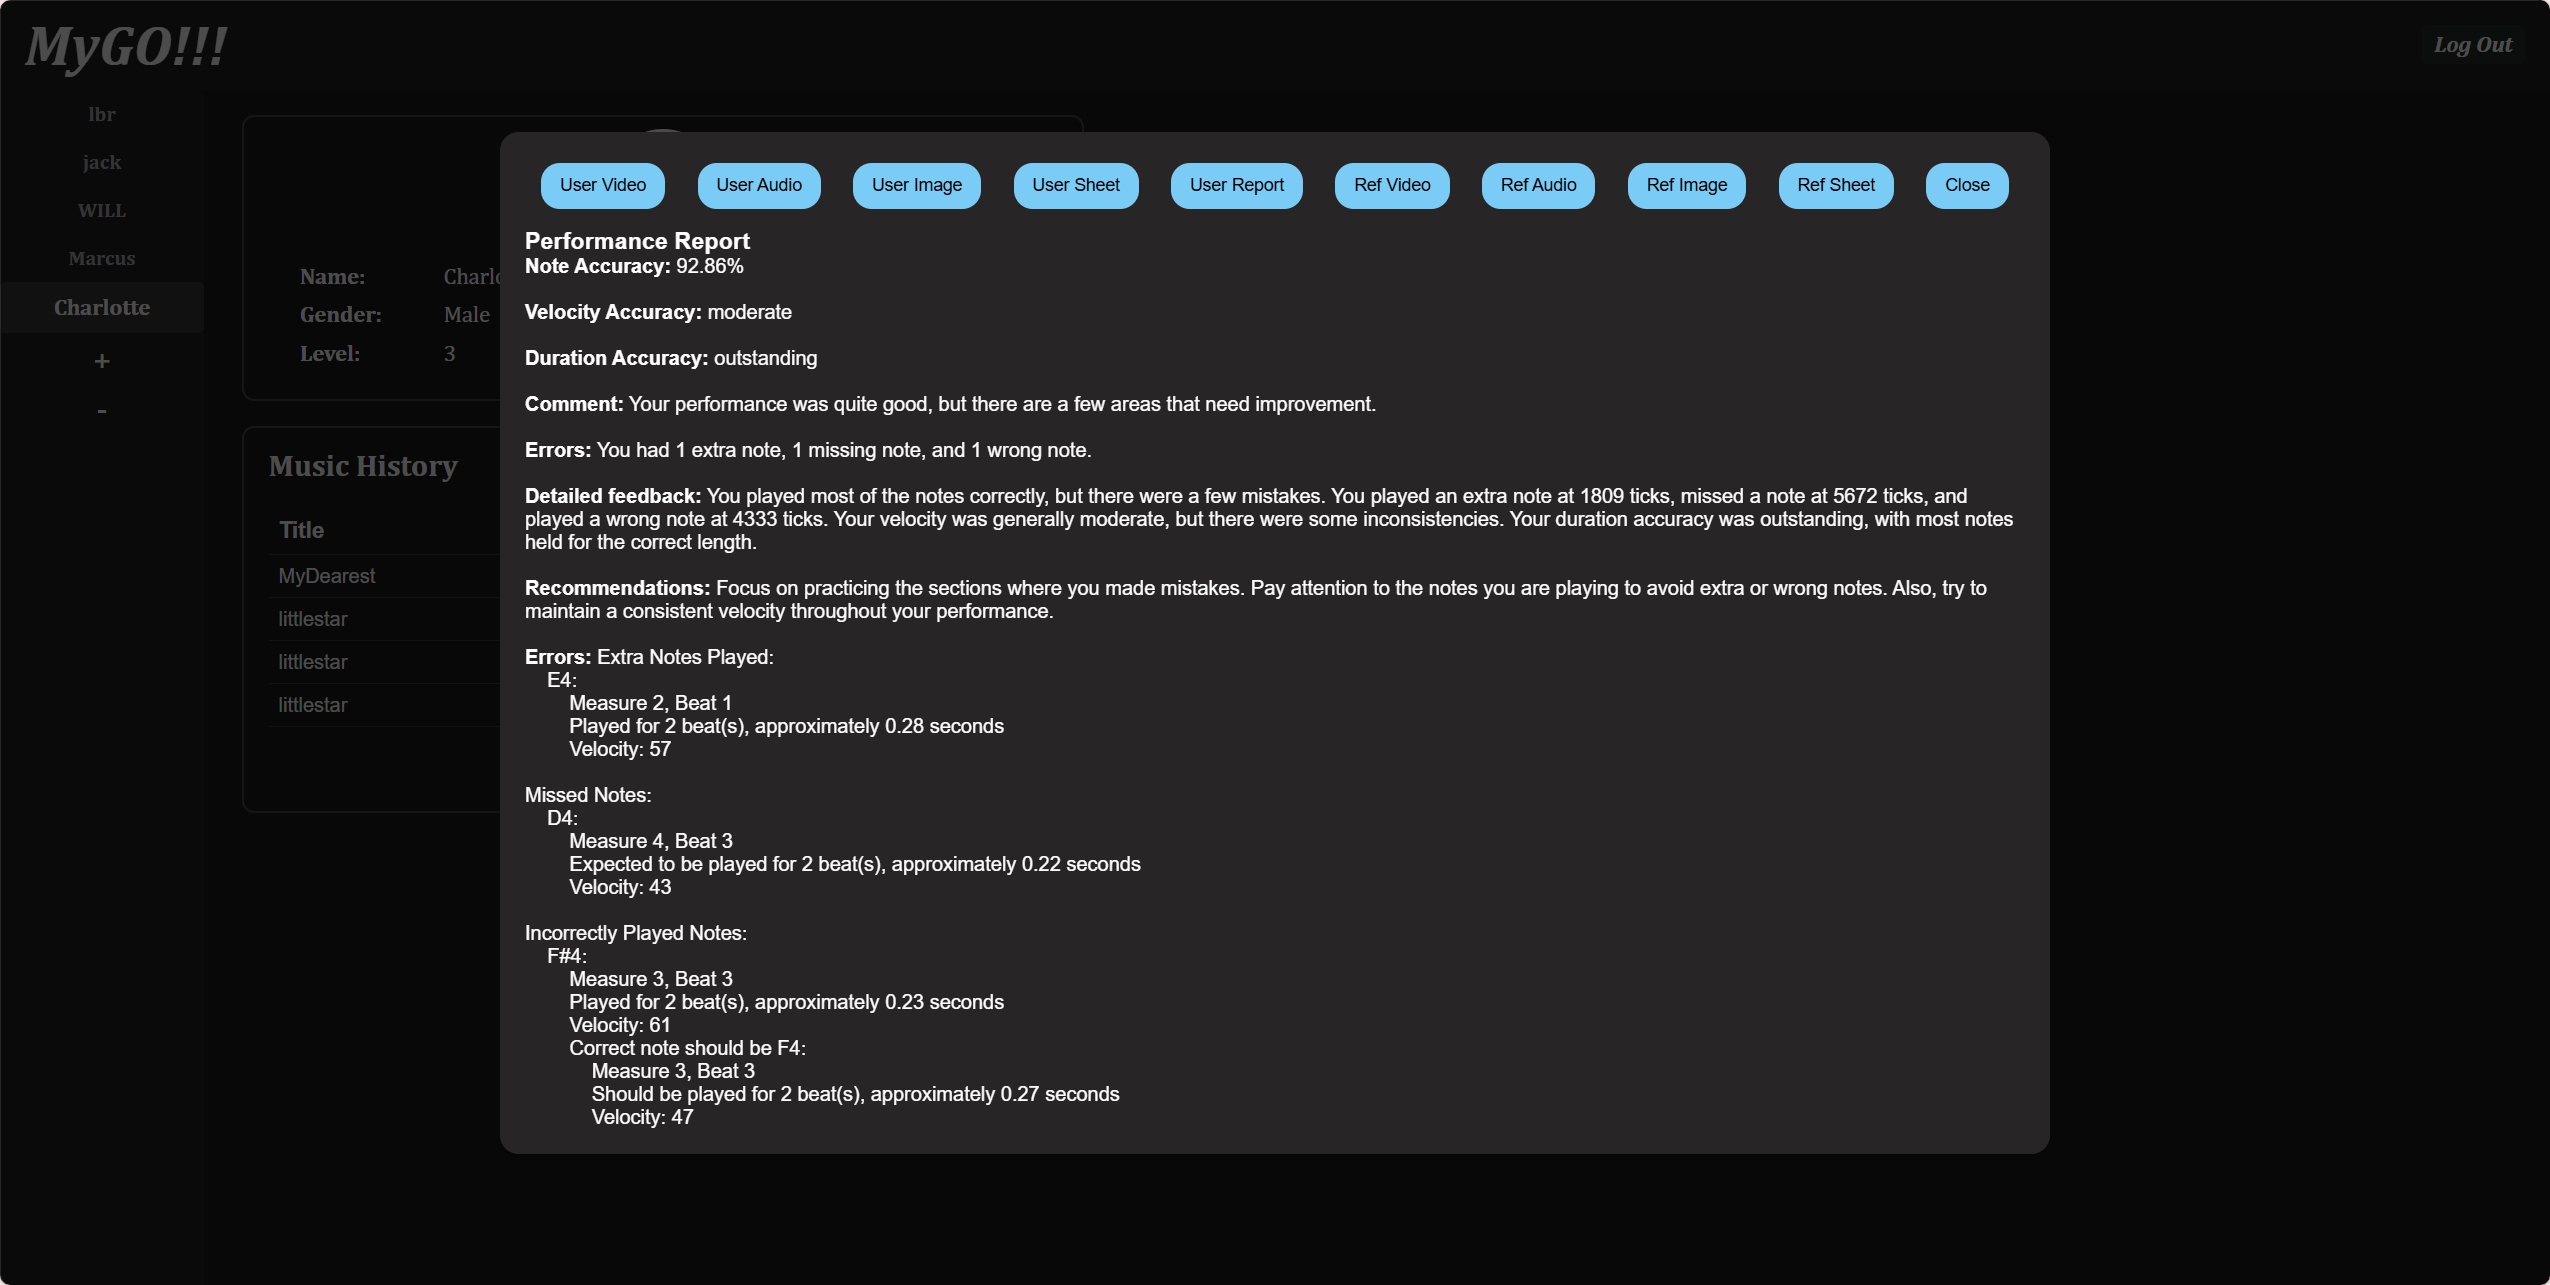 MyGO!!!
Log Out
lbr
jack
WILL
Marcus
Charlotte
+
-
Name:
Gender: Male
Level: 3
Music History
Title
MyDearest
littlestar
littlestar
littlestar
User Video User Audio User Image User Sheet User Report Ref Video Ref Audio Ref Image Ref Sheet Close
Performance Report
Note Accuracy: 92.86%
Velocity Accuracy: moderate
Duration Accuracy: outstanding
Comment: Your performance was quite good, but there are a few areas that need improvement.
Errors: You had 1 extra note, 1 missing note, and 1 wrong note.
Detailed feedback: You played most of the notes correctly, but there were a few mistakes. You played an extra note at 1809 ticks, missed a note at 5672 ticks, and
played a wrong note at 4333 ticks. Your velocity was generally moderate, but there were some inconsistencies. Your duration accuracy was outstanding, with most notes
held for the correct length.
Recommendations: Focus on practicing the sections where you made mistakes. Pay attention to the notes you are playing to avoid extra or wrong notes. Also, try to
maintain a consistent velocity throughout your performance.
Errors: Extra Notes Played:
E4:
Measure 2, Beat 1
Played for 2 beat(s), approximately 0.28 seconds
Velocity: 57
Missed Notes:
D4:
Measure 4, Beat 3
Expected to be played for 2 beat(s), approximately 0.22 seconds
Velocity: 43
Incorrectly Played Notes:
F#4:
Measure 3, Beat 3
Played for 2 beat(s), approximately 0.23 seconds
Velocity: 61
Correct note should be F4:
Measure 3, Beat 3
Should be played for 2 beat(s), approximately 0.27 seconds
Velocity: 47